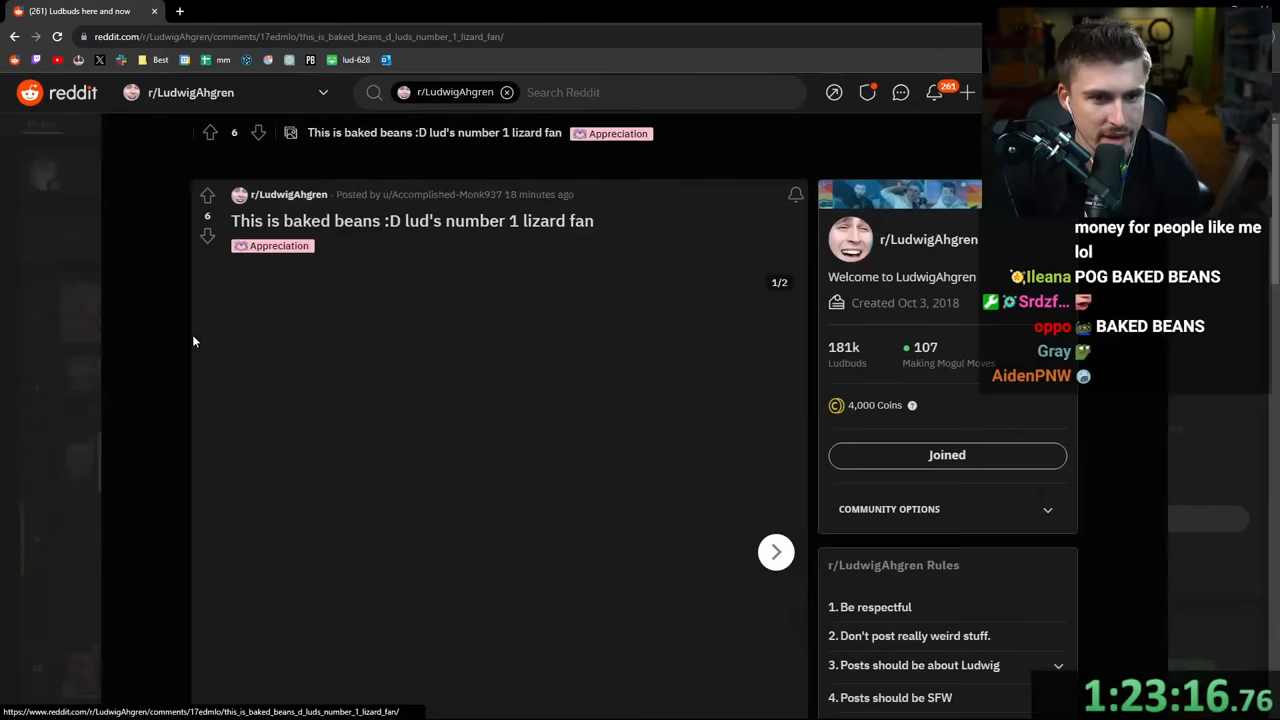 (261) Ludbuds here and now
reddit.com/r/LudwigAhgren/comments/17edmlo/this_is_baked_beans_d_luds_number_1_lizard_fan/
Best
mm
PB
lud-628
reddit
r/LudwigAhgren
r/LudwigAhgren
Search Reddit
261
6
This is baked beans :D lud's number 1 lizard fan
Appreciation
r/LudwigAhgren · Posted by u/Accomplished-Monk937 18 minutes ago
6
This is baked beans :D lud's number 1 lizard fan
Appreciation
1/2
r/LudwigAhgren
Welcome to LudwigAhgren
Created Oct 3, 2018
181k
Ludbuds
107
Making Mogul Moves
4,000 Coins
Joined
COMMUNITY OPTIONS
r/LudwigAhgren Rules
1. Be respectful
2. Don't post really weird stuff.
3. Posts should be about Ludwig
4. Posts should be SFW
money for people like me
lol
Ileana POG BAKED BEANS
Srdzf...
oppo BAKED BEANS
Gray
AidenPNW
1:23:16.76
https://www.reddit.com/r/LudwigAhgren/comments/17edmlo/this_is_baked_beans_d_luds_number_1_lizard_fan/